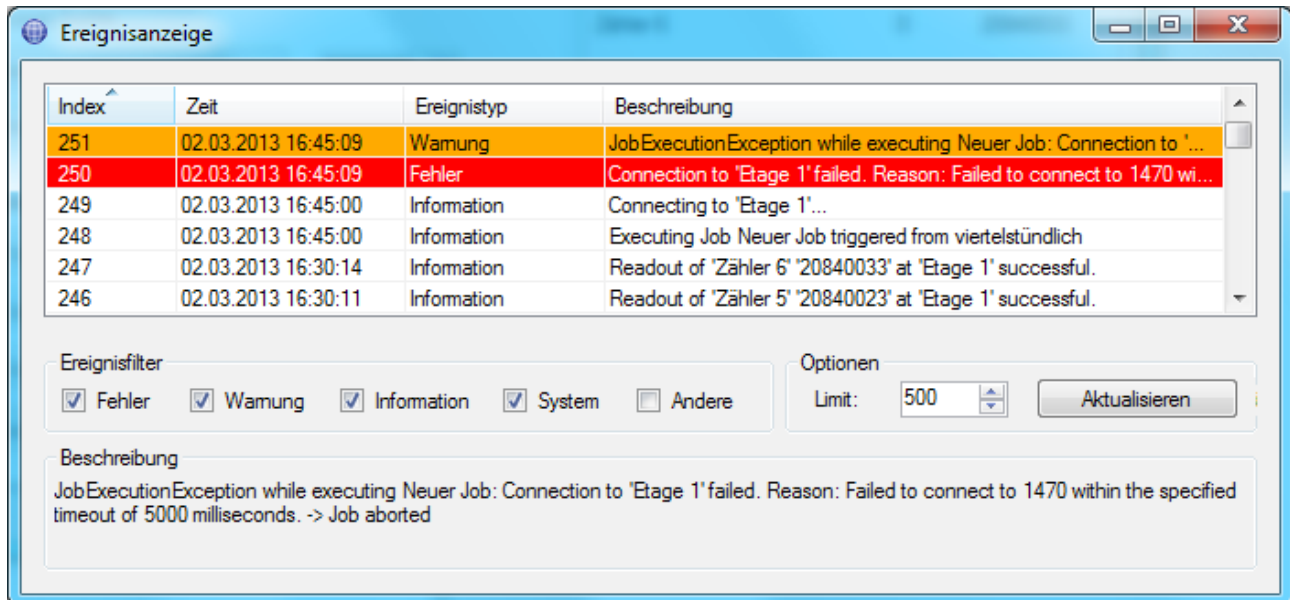 Ereignisanzeige
Index Zeit Ereignistyp Beschreibung
251 02.03.2013 16:45:09 Warnung JobExecutionException while executing Neuer Job: Connection to '...
250 02.03.2013 16:45:09 Fehler Connection to 'Etage 1' failed. Reason: Failed to connect to 1470 wi...
249 02.03.2013 16:45:00 Information Connecting to 'Etage 1'...
248 02.03.2013 16:45:00 Information Executing Job Neuer Job triggered from viertelstündlich
247 02.03.2013 16:30:14 Information Readout of 'Zähler 6' '20840033' at 'Etage 1' successful.
246 02.03.2013 16:30:11 Information Readout of 'Zähler 5' '20840023' at 'Etage 1' successful.
Ereignisfilter Optionen
Fehler Warnung Information System Andere Limit: 500 Aktualisieren
Beschreibung
JobExecutionException while executing Neuer Job: Connection to 'Etage 1' failed. Reason: Failed to connect to 1470 within the specified
timeout of 5000 milliseconds. -> Job aborted